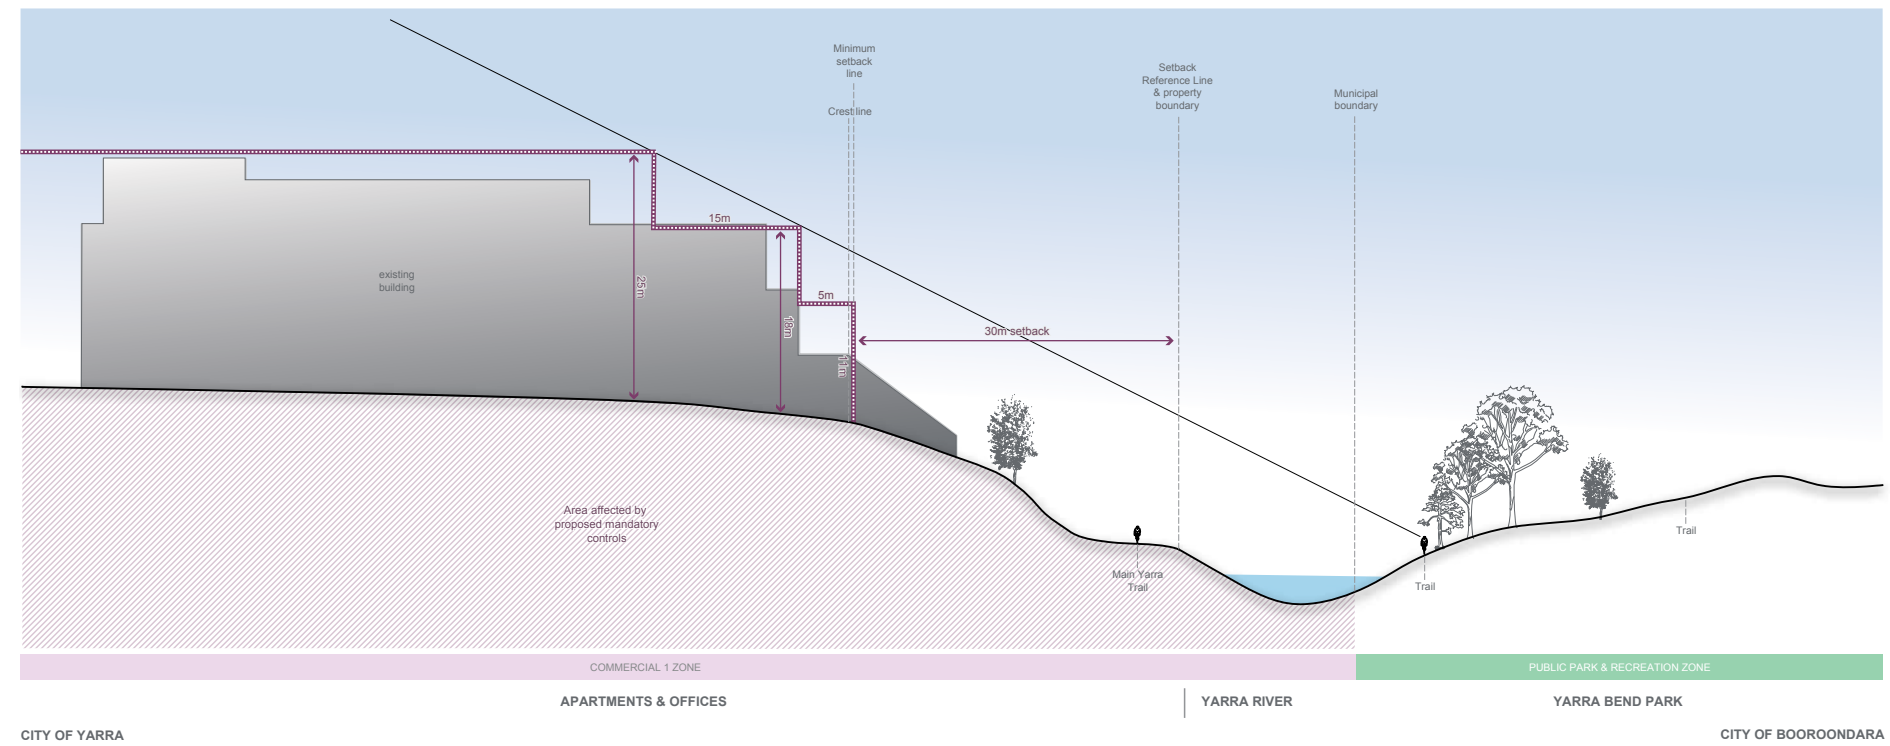 Minimum
setback
line
Crest line
Setback
Reference Line
& property
boundary
Municipal
boundary
15m
existing
building
25m
18m
5m
11m
30m setback
Area affected by
proposed mandatory
controls
Main Yarra
Trail
Trail
Trail
COMMERCIAL 1 ZONE
PUBLIC PARK & RECREATION ZONE
APARTMENTS & OFFICES
YARRA RIVER
YARRA BEND PARK
CITY OF YARRA
CITY OF BOOROONDARA